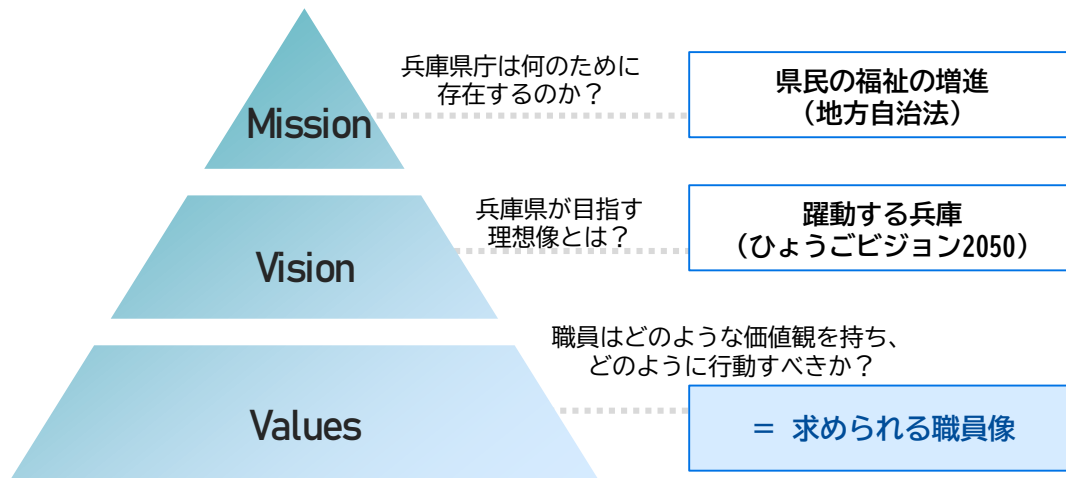 兵庫県庁は何のために
存在するのか？
Mission
県民の福祉の増進
（地方自治法）
兵庫県が目指す
理想像とは？
Vision
躍動する兵庫
（ひょうごビジョン2050）
職員はどのような価値観を持ち、
どのように行動すべきか？
Values
＝ 求められる職員像